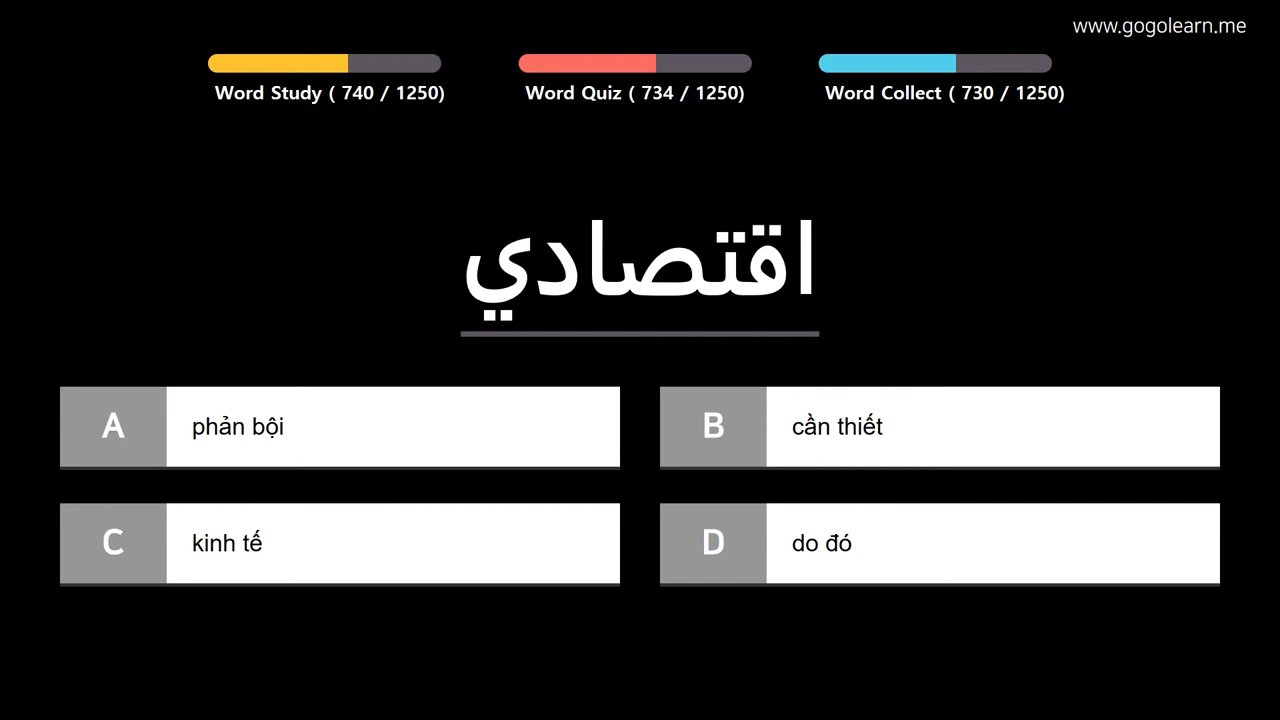 www.gogolearn.me
Word Study ( 740 / 1250)
Word Quiz ( 734 / 1250)
Word Collect ( 730 / 1250)
اقتصادي
A phản bội
B cần thiết
C kinh tế
D do đó